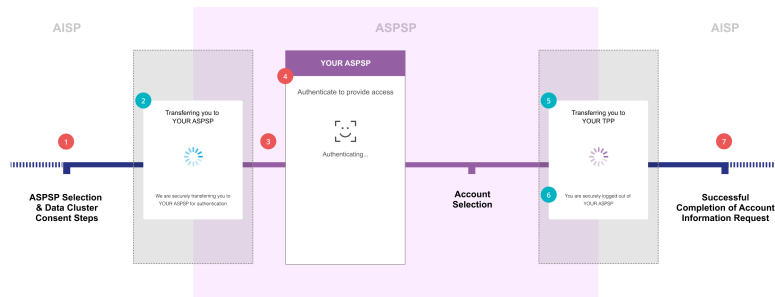 AISP
ASPSP
AISP
YOUR ASPSP
4
Authenticate to provide access
2
Transferring you to
YOUR ASPSP
5
Transferring you to
YOUR TPP
1
3
7
Authenticating...
We are securely transferring you to
YOUR ASPSP for authentication
6
You are securely logged out of
YOUR ASPSP
ASPSP Selection
& Data Cluster
Consent Steps
Account
Selection
Successful
Completion of Account
Information Request